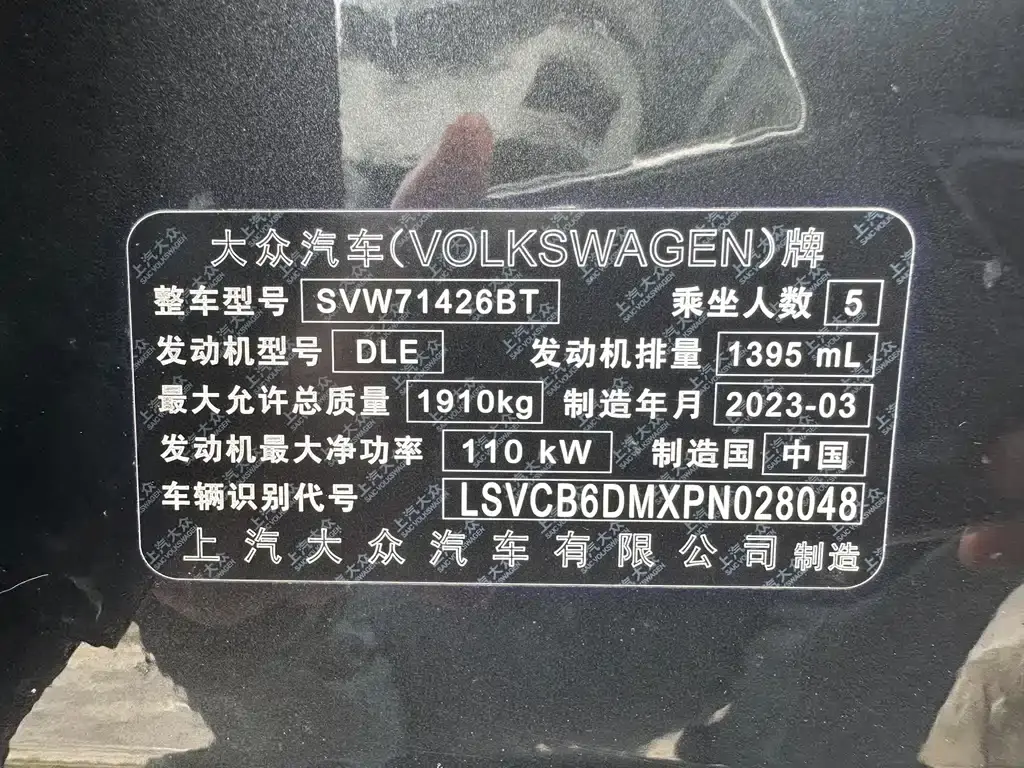 大众汽车(VOLKSWAGEN)牌
整车型号 SVW71426BT 乘坐人数 5
发动机型号 DLE 发动机排量 1395 mL
最大允许总质量 1910kg 制造年月 2023-03
发动机最大净功率 110 kW 制造国 中国
车辆识别代号 LSVCB6DMXPN028048
上汽大众汽车有限公司 制造